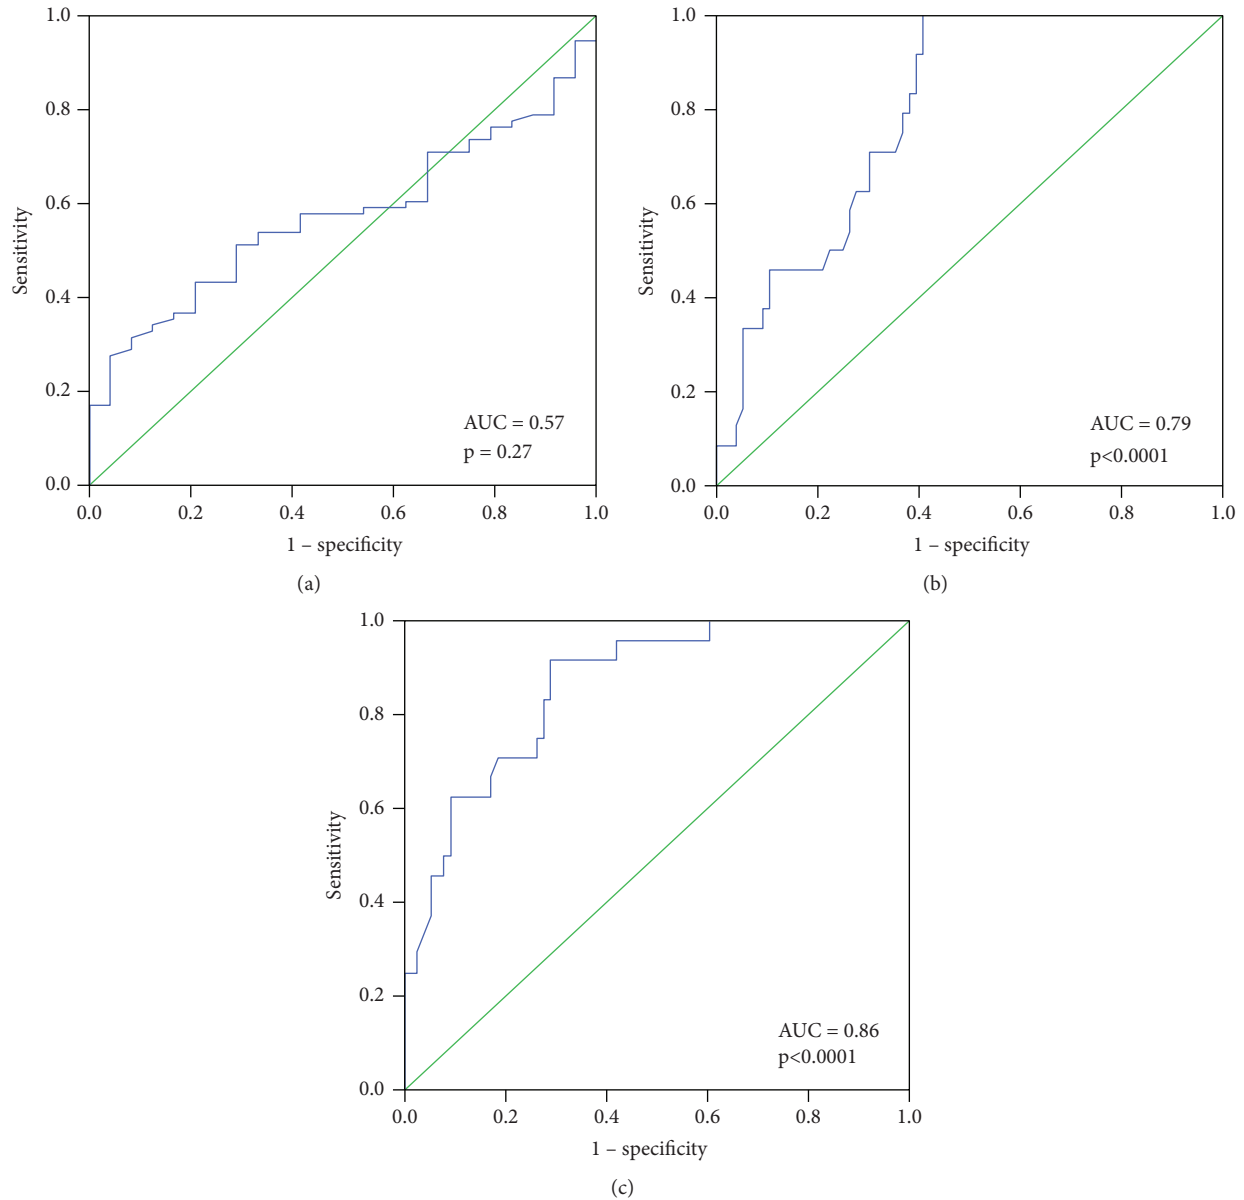 1.0
0.8
0.6
0.4
0.2
0.0
Sensitivity
AUC = 0.57
p = 0.27
0.0 0.2 0.4 0.6 0.8 1.0
1 – specificity
(a)
1.0
0.8
0.6
0.4
0.2
0.0
Sensitivity
AUC = 0.79
p<0.0001
0.0 0.2 0.4 0.6 0.8 1.0
1 – specificity
(b)
1.0
0.8
0.6
0.4
0.2
0.0
Sensitivity
AUC = 0.86
p<0.0001
0.0 0.2 0.4 0.6 0.8 1.0
1 – specificity
(c)